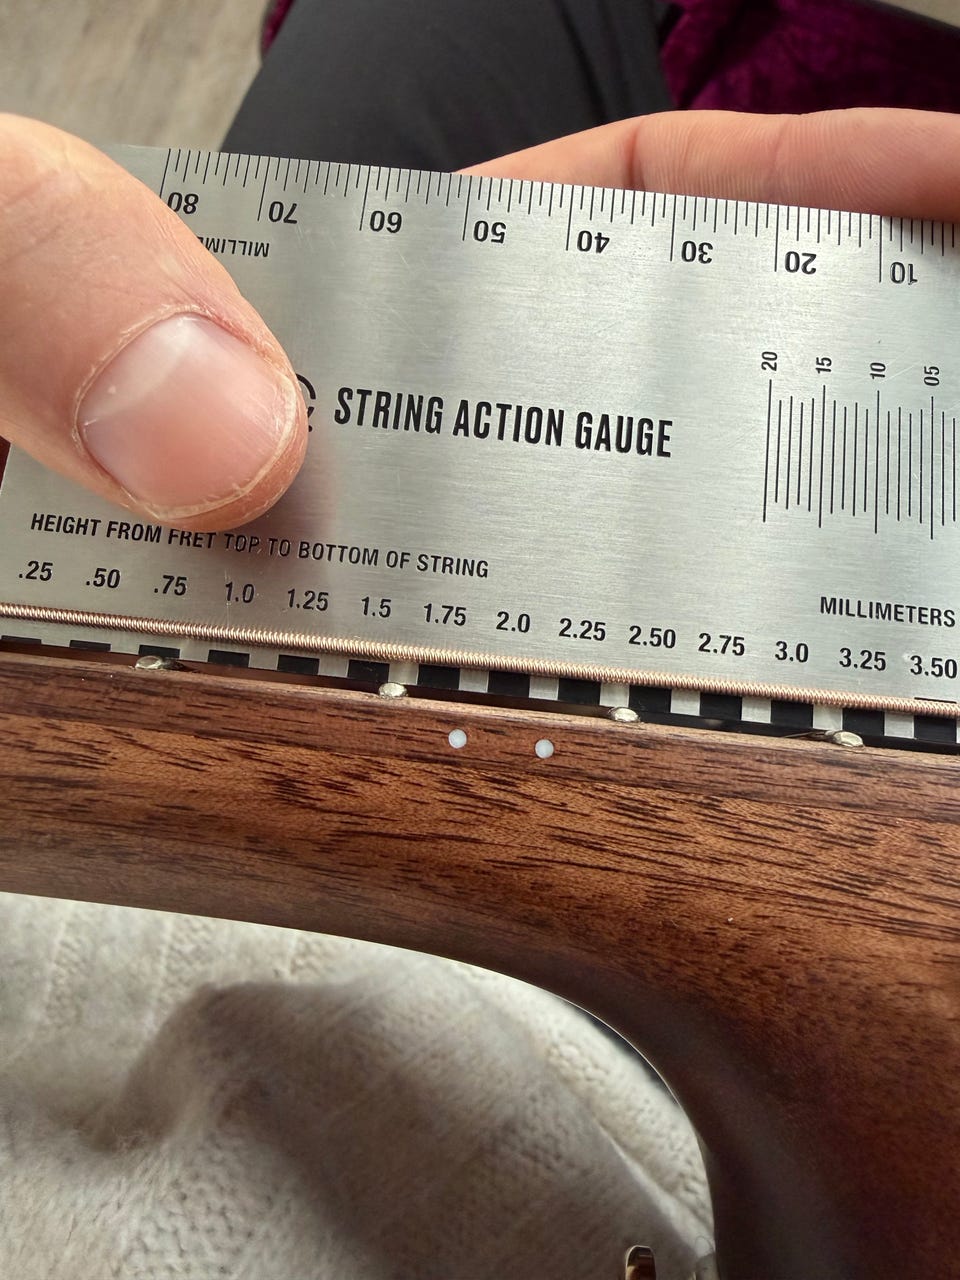 80 70 60 50 40 30 20 10
MILLIME
20 15 10 05
STRING ACTION GAUGE
HEIGHT FROM FRET TOP TO BOTTOM OF STRING
MILLIMETERS
.25 .50 .75 1.0 1.25 1.5 1.75 2.0 2.25 2.50 2.75 3.0 3.25 3.50